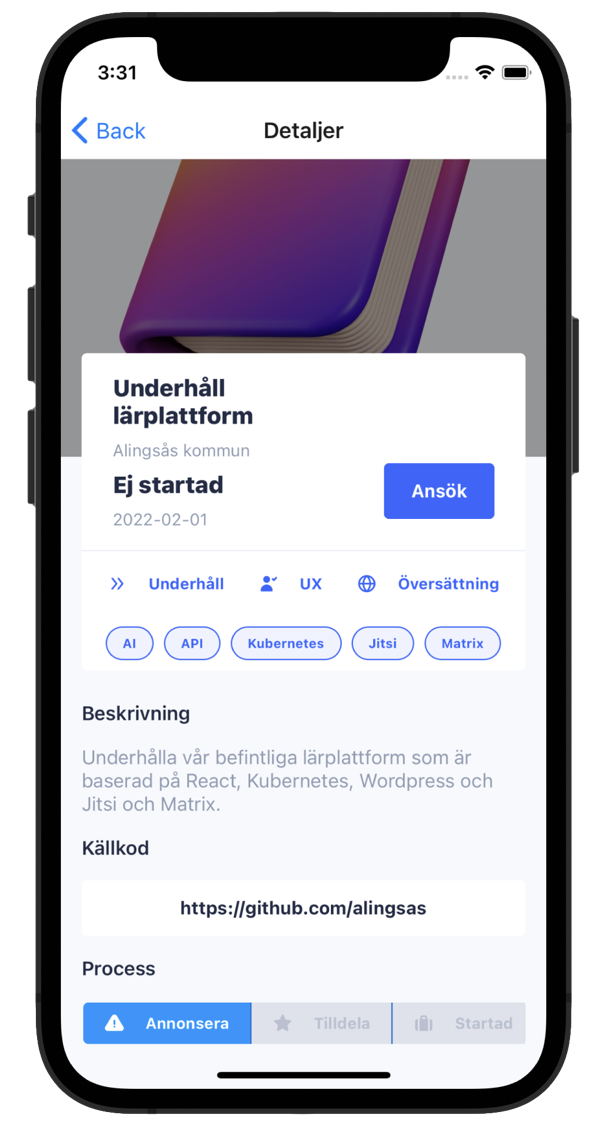 3:31
Back
Detaljer
Underhåll
lärplattform
Alingsås kommun
Ej startad
2022-02-01
Ansök
Underhåll UX Översättning
AI API Kubernetes Jitsi Matrix
Beskrivning
Underhålla vår befintliga lärplattform som är
baserad på React, Kubernetes, Wordpress och
Jitsi och Matrix.
Källkod
https://github.com/alingsas
Process
Annonsera Tilldela Startad